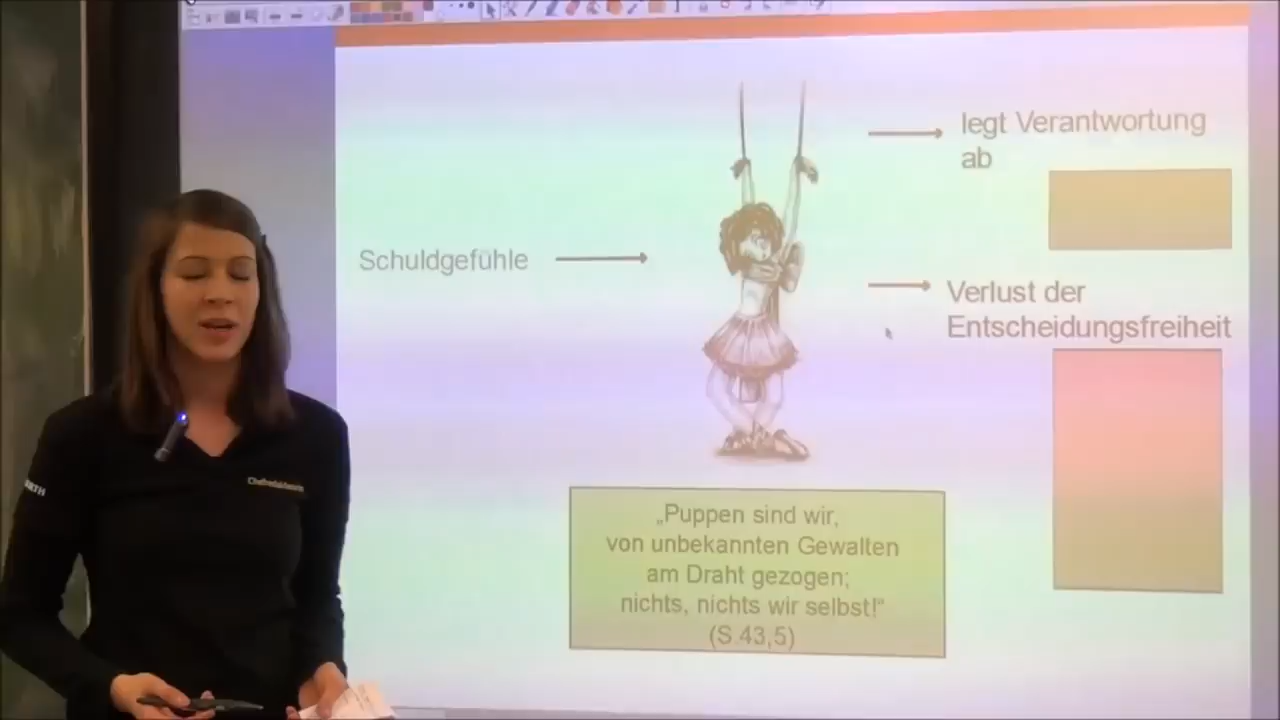 legt Verantwortung
ab
Schuldgefühle
Verlust der
Entscheidungsfreiheit
„Puppen sind wir,
von unbekannten Gewalten
am Draht gezogen;
nichts, nichts wir selbst!“
(S.43,5)